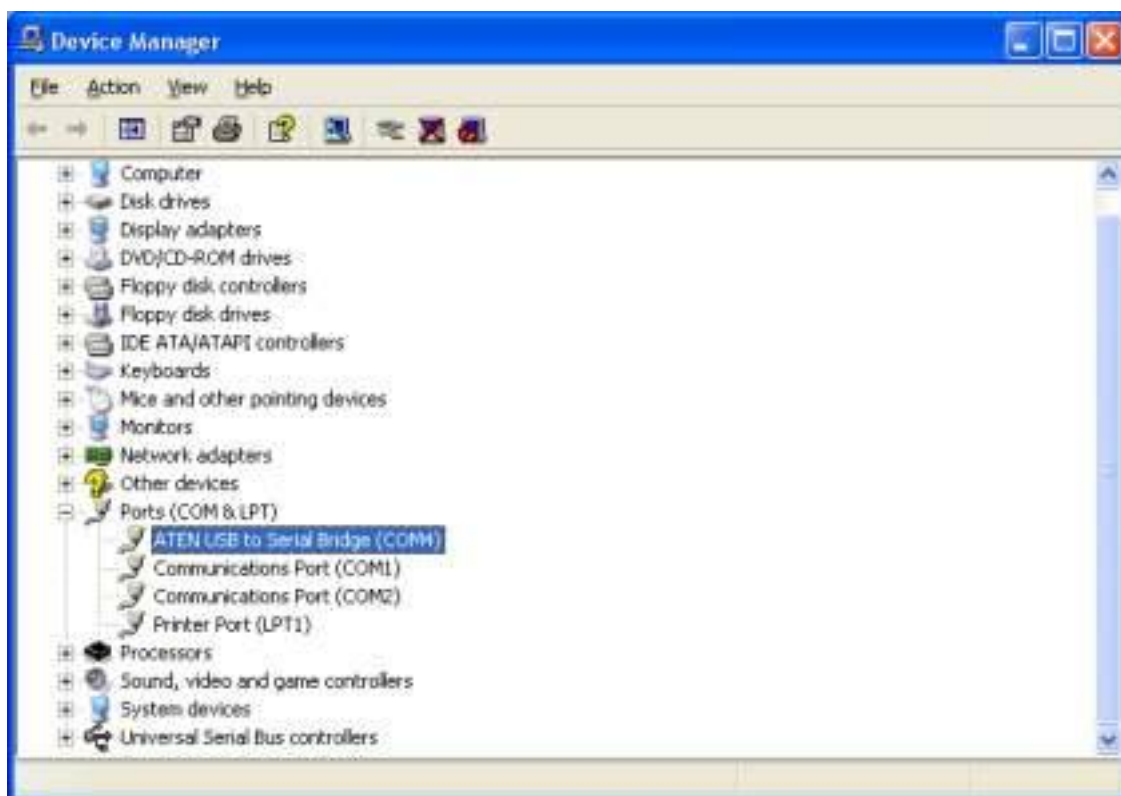 Device Manager
File Action View Help
Computer
Disk drives
Display adapters
DVD/CD-ROM drives
Floppy disk controllers
Floppy disk drives
IDE ATA/ATAPI controllers
Keyboards
Mice and other pointing devices
Monitors
Network adapters
Other devices
Ports (COM & LPT)
ATEN USB to Serial Bridge (COM4)
Communications Port (COM1)
Communications Port (COM2)
Printer Port (LPT1)
Processors
Sound, video and game controllers
System devices
Universal Serial Bus controllers